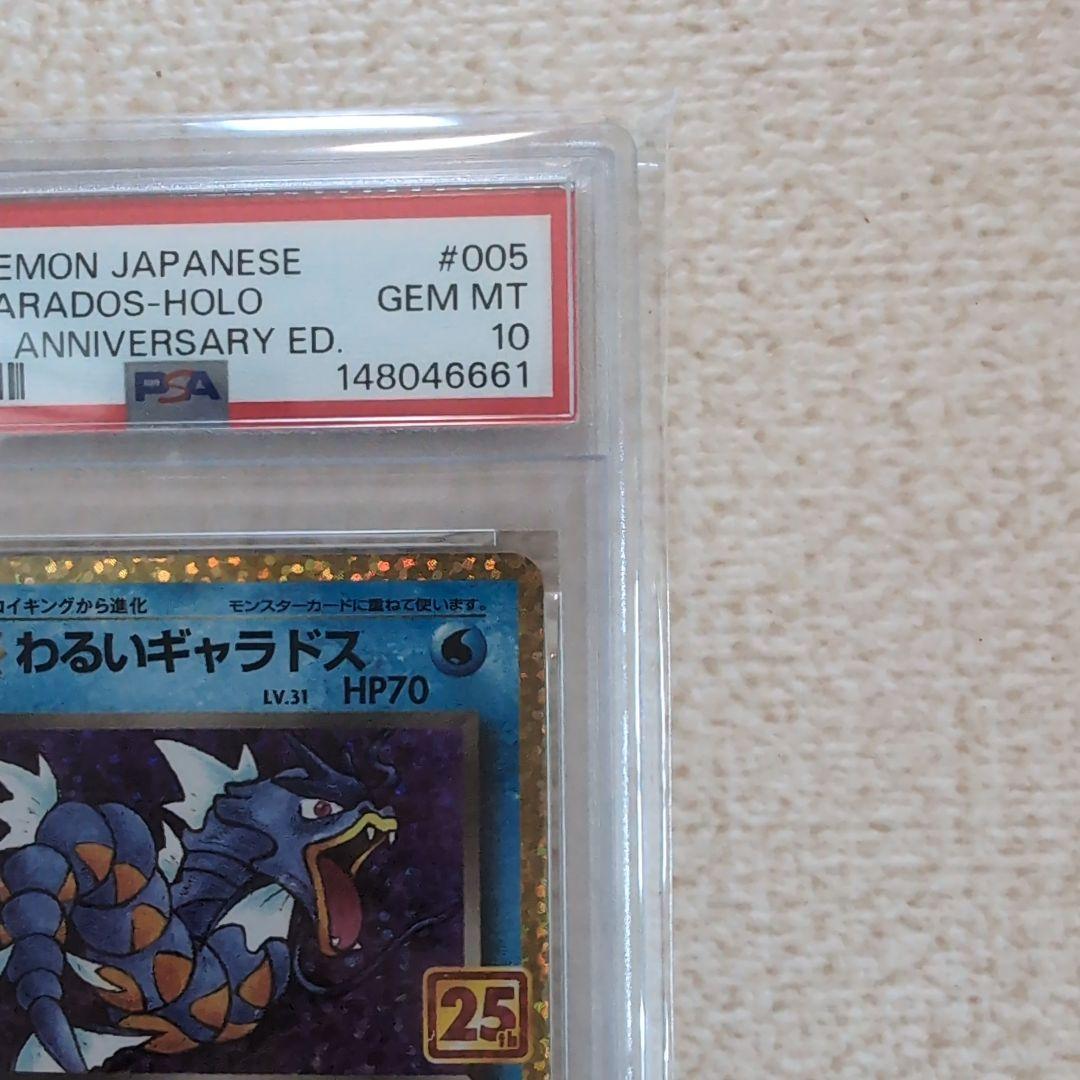 EMON JAPANESE #005
ARADOS-HOLO GEM MT
ANNIVERSARY ED. 10
PSA 148046661
コイキングから進化 モンスターカードに重ねて使います。
わるいギャラドス
LV.31 HP70
25th